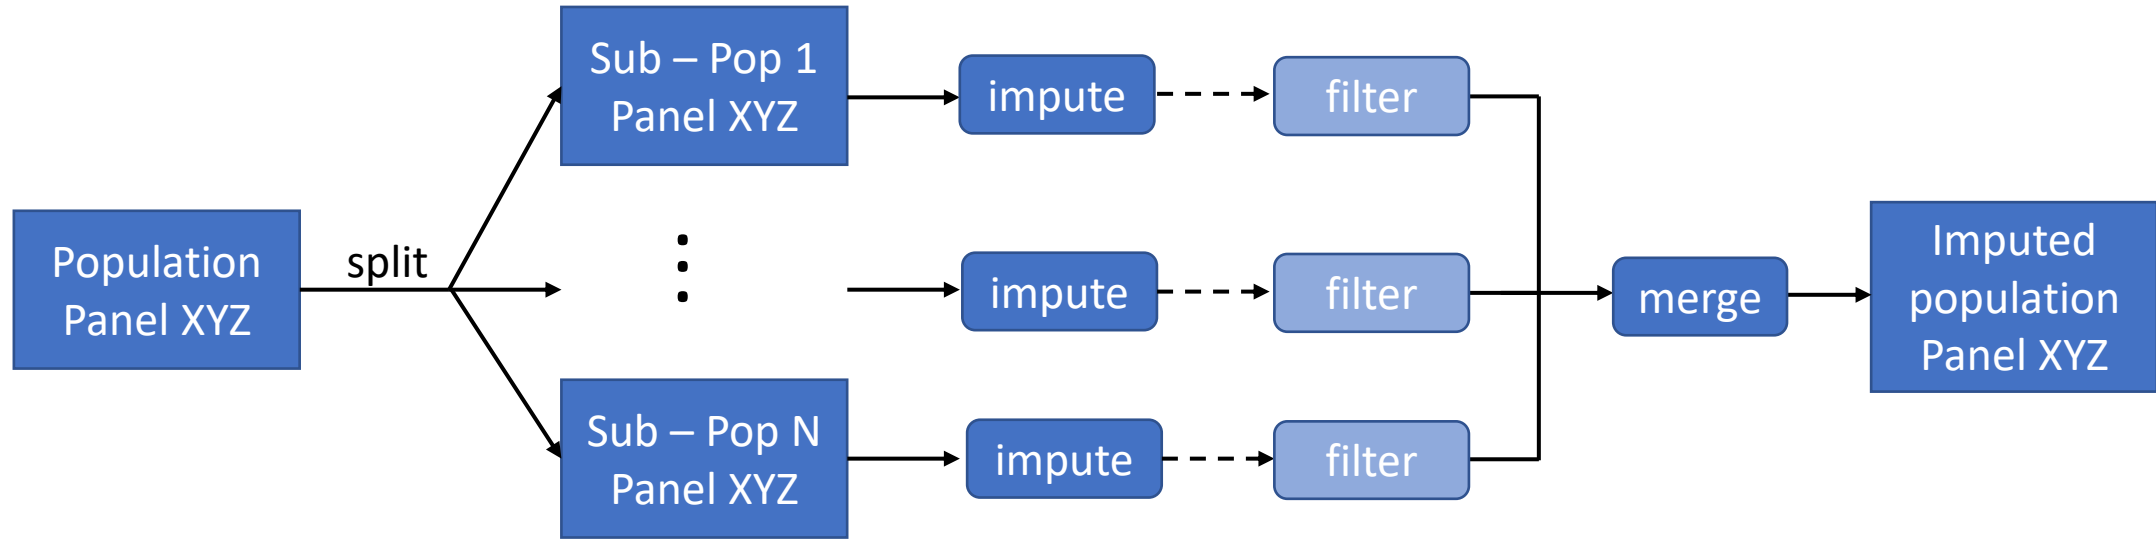 Population
Panel XYZ
split
Sub – Pop 1
Panel XYZ
impute
filter
⋮
impute
filter
Sub – Pop N
Panel XYZ
impute
filter
merge
Imputed
population
Panel XYZ